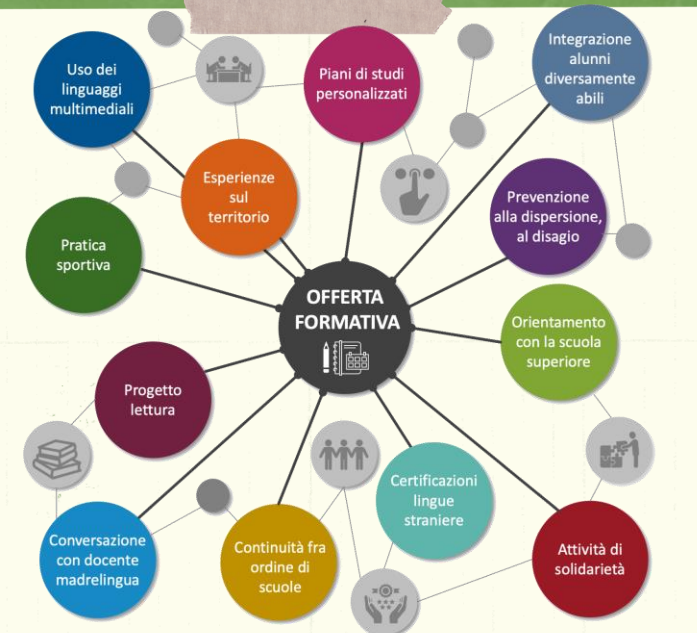 Uso dei
linguaggi
multimediali
Piani di studi
personalizzati
Integrazione
alunni
diversamente
abili
Esperienze
sul
territorio
Prevenzione
alla dispersione,
al disagio
Pratica
sportiva
OFFERTA
FORMATIVA
Orientamento
con la scuola
superiore
Progetto
lettura
Certificazioni
lingue
straniere
Conversazione
con docente
madrelingua
Continuità fra
ordine di
scuole
Attività di
solidarietà